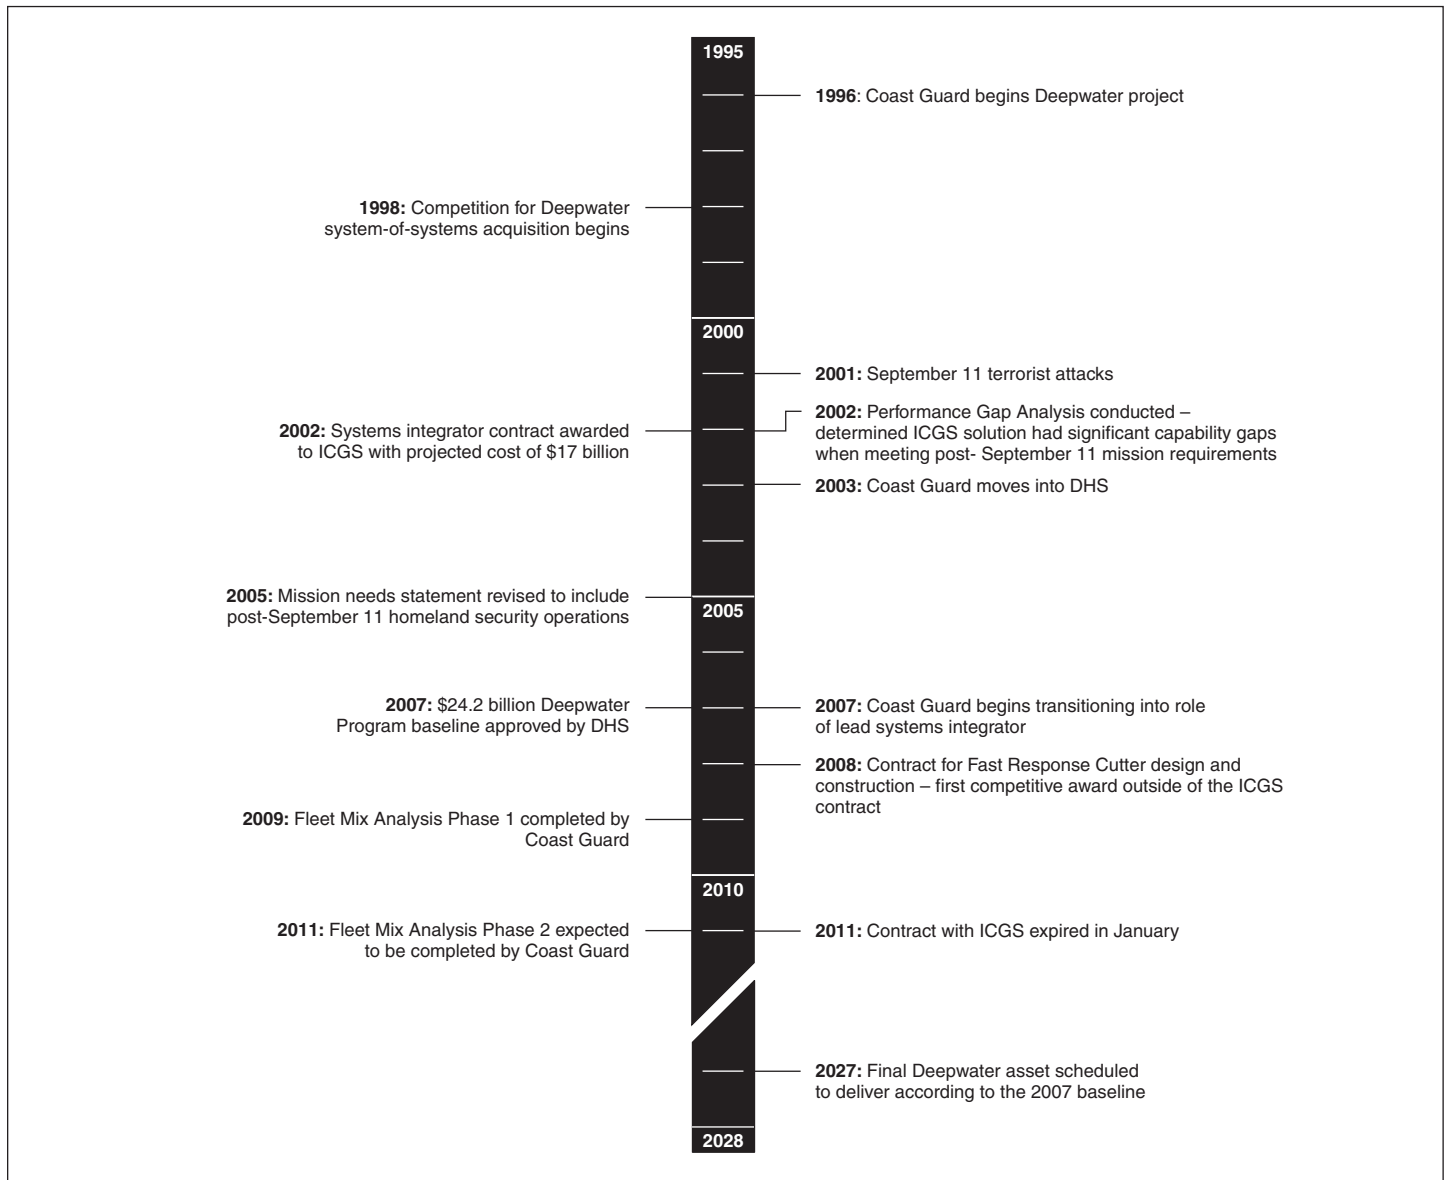 1995
1996: Coast Guard begins Deepwater project
1998: Competition for Deepwater
system-of-systems acquisition begins
2000
2001: September 11 terrorist attacks
2002: Systems integrator contract awarded
to ICGS with projected cost of $17 billion
2002: Performance Gap Analysis conducted –
determined ICGS solution had significant capability gaps
when meeting post- September 11 mission requirements
2003: Coast Guard moves into DHS
2005: Mission needs statement revised to include
post-September 11 homeland security operations
2005
2007: $24.2 billion Deepwater
Program baseline approved by DHS
2007: Coast Guard begins transitioning into role
of lead systems integrator
2008: Contract for Fast Response Cutter design and
construction – first competitive award outside of the ICGS
contract
2009: Fleet Mix Analysis Phase 1 completed by
Coast Guard
2010
2011: Fleet Mix Analysis Phase 2 expected
to be completed by Coast Guard
2011: Contract with ICGS expired in January
2027: Final Deepwater asset scheduled
to deliver according to the 2007 baseline
2028